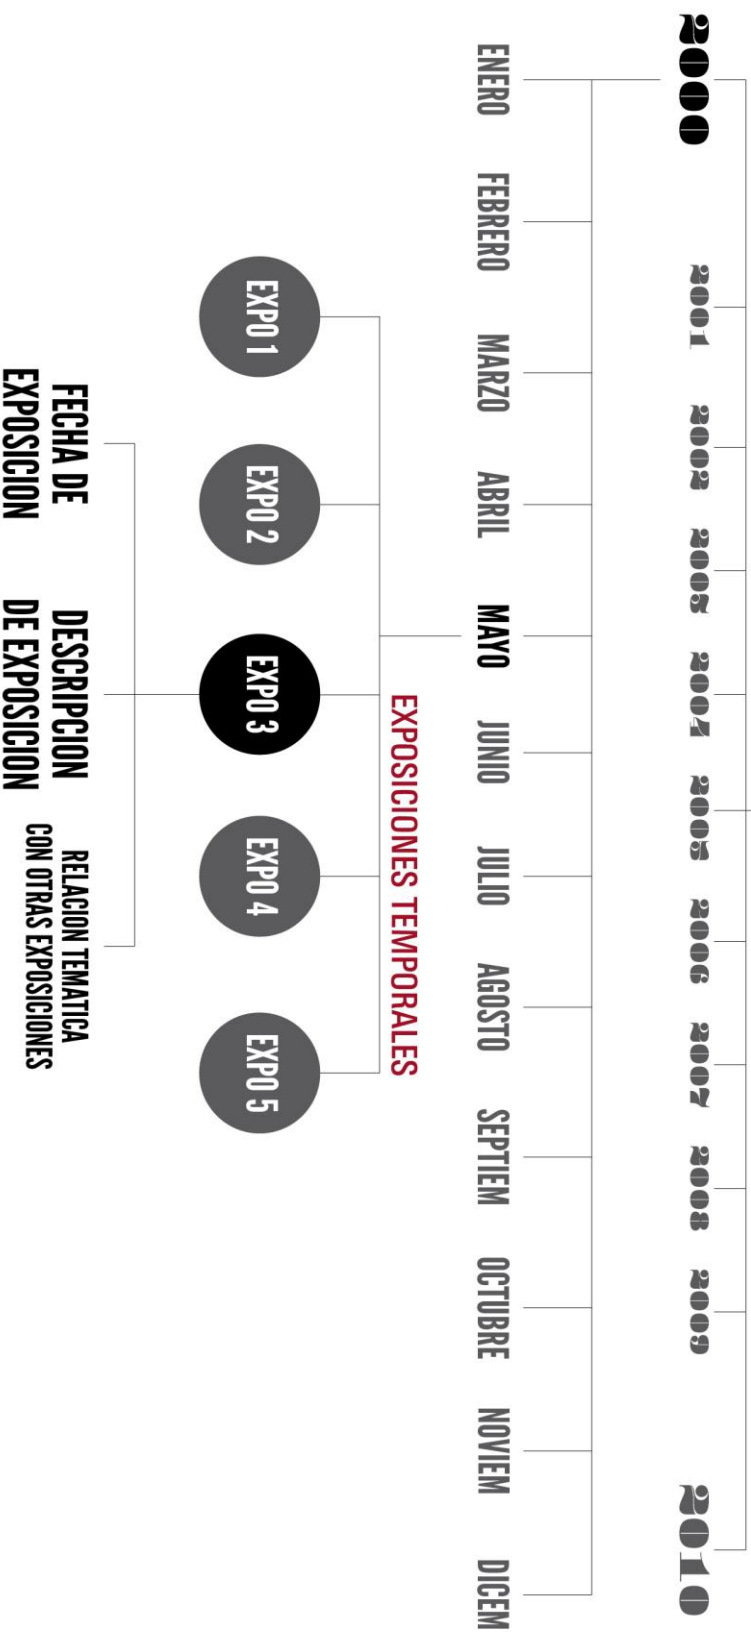 2000
2001
2002
2003
2004
2005
2006
2007
2008
2009
2010
ENERO
FEBRERO
MARZO
ABRIL
MAYO
JUNIO
JULIO
AGOSTO
SEPTIEM
OCTUBRE
NOVIEM
DICEM
EXPOSICIONES TEMPORALES
EXPO 1
EXPO 2
EXPO 3
EXPO 4
EXPO 5
FECHA DE
EXPOSICION
DESCRIPCION
DE EXPOSICION
RELACION TEMATICA
CON OTRAS EXPOSICIONES